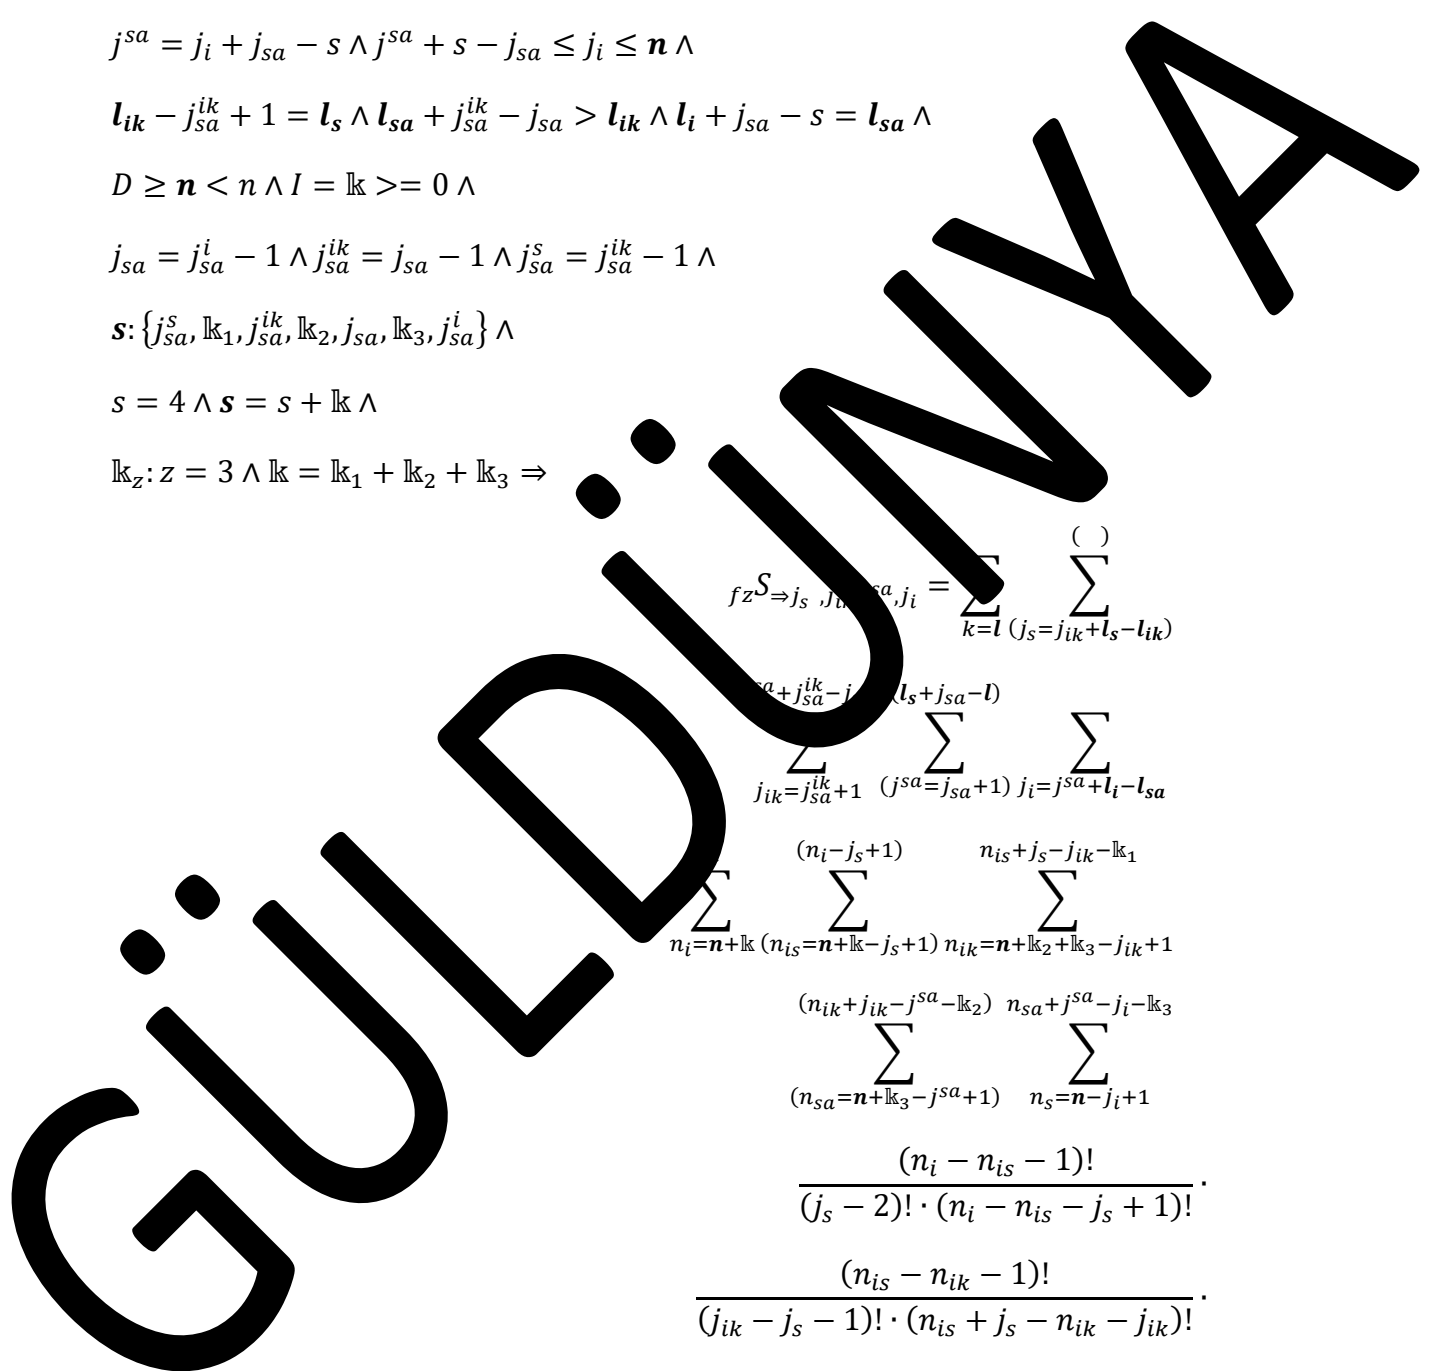 j^{sa} = j_i + j_{sa} − s ∧ j^{sa} + s − j_{sa} ≤ j_i ≤ 𝒏 ∧
𝒍_{𝒊𝒌} − j_{sa}^{ik} + 1 = 𝒍_𝒔 ∧ 𝒍_{𝒔𝒂} + j_{sa}^{ik} − j_{sa} > 𝒍_{𝒊𝒌} ∧ 𝒍_𝒊 + j_{sa} − s = 𝒍_{𝒔𝒂} ∧
D ≥ 𝒏 < n ∧ I = 𝕜 >= 0 ∧
j_{sa} = j_{sa}^{i} − 1 ∧ j_{sa}^{ik} = j_{sa} − 1 ∧ j_{sa}^{s} = j_{sa}^{ik} − 1 ∧
𝒔: {j_{sa}^{s}, 𝕜_1, j_{sa}^{ik}, 𝕜_2, j_{sa}, 𝕜_3, j_{sa}^{i}} ∧
s = 4 ∧ 𝒔 = s + 𝕜 ∧
𝕜_z: z = 3 ∧ 𝕜 = 𝕜_1 + 𝕜_2 + 𝕜_3 ⇒
_{fz}S_{⇒j_s ,j_{ik},j^{sa},j_i} = ∑_{k=𝒍} ∑_{(j_s=j_{ik}+𝒍_𝒔−𝒍_{𝒊𝒌})}^{( )}
∑_{j_{ik}=j_{sa}^{ik}+1} ∑_{(j^{sa}=j_{sa}+1)}^{(𝒍_𝒔+j_{sa}−𝒍)} ∑_{j_i=j^{sa}+𝒍_𝒊−𝒍_{𝒔𝒂}}
∑_{n_i=𝒏+𝕜} ∑_{(n_{is}=𝒏+𝕜−j_s+1)}^{(n_i−j_s+1)} ∑_{n_{ik}=𝒏+𝕜_2+𝕜_3−j_{ik}+1}^{n_{is}+j_s−j_{ik}−𝕜_1}
∑_{(n_{sa}=𝒏+𝕜_3−j^{sa}+1)}^{(n_{ik}+j_{ik}−j^{sa}−𝕜_2)} ∑_{n_s=𝒏−j_i+1}^{n_{sa}+j^{sa}−j_i−𝕜_3}
(n_i − n_{is} − 1)!
(j_s − 2)! · (n_i − n_{is} − j_s + 1)! ·
(n_{is} − n_{ik} − 1)!
(j_{ik} − j_s − 1)! · (n_{is} + j_s − n_{ik} − j_{ik})! ·
GÜLDÜNYA